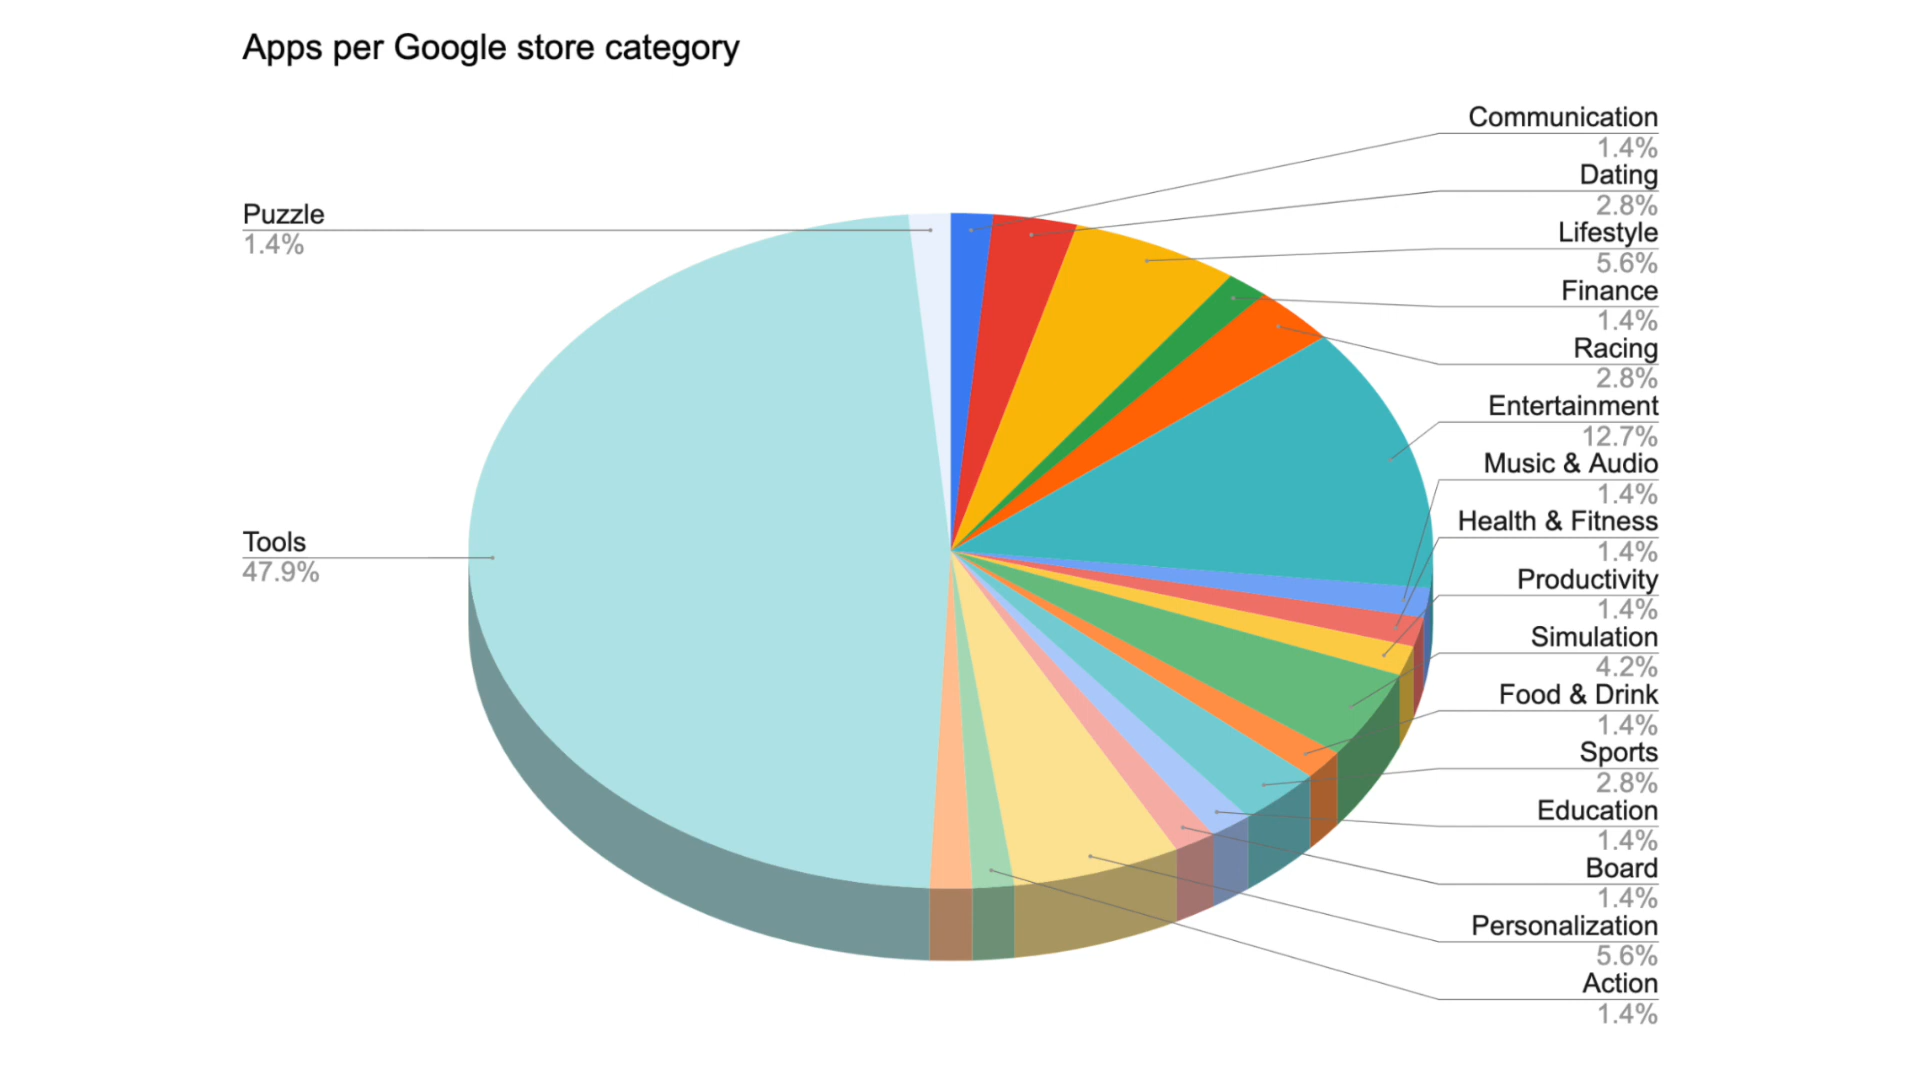 Apps per Google store category
Communication
1.4%
Dating
2.8%
Lifestyle
5.6%
Finance
1.4%
Racing
2.8%
Entertainment
12.7%
Music & Audio
1.4%
Health & Fitness
1.4%
Productivity
1.4%
Simulation
4.2%
Food & Drink
1.4%
Sports
2.8%
Education
1.4%
Board
1.4%
Personalization
5.6%
Action
1.4%
Puzzle
1.4%
Tools
47.9%